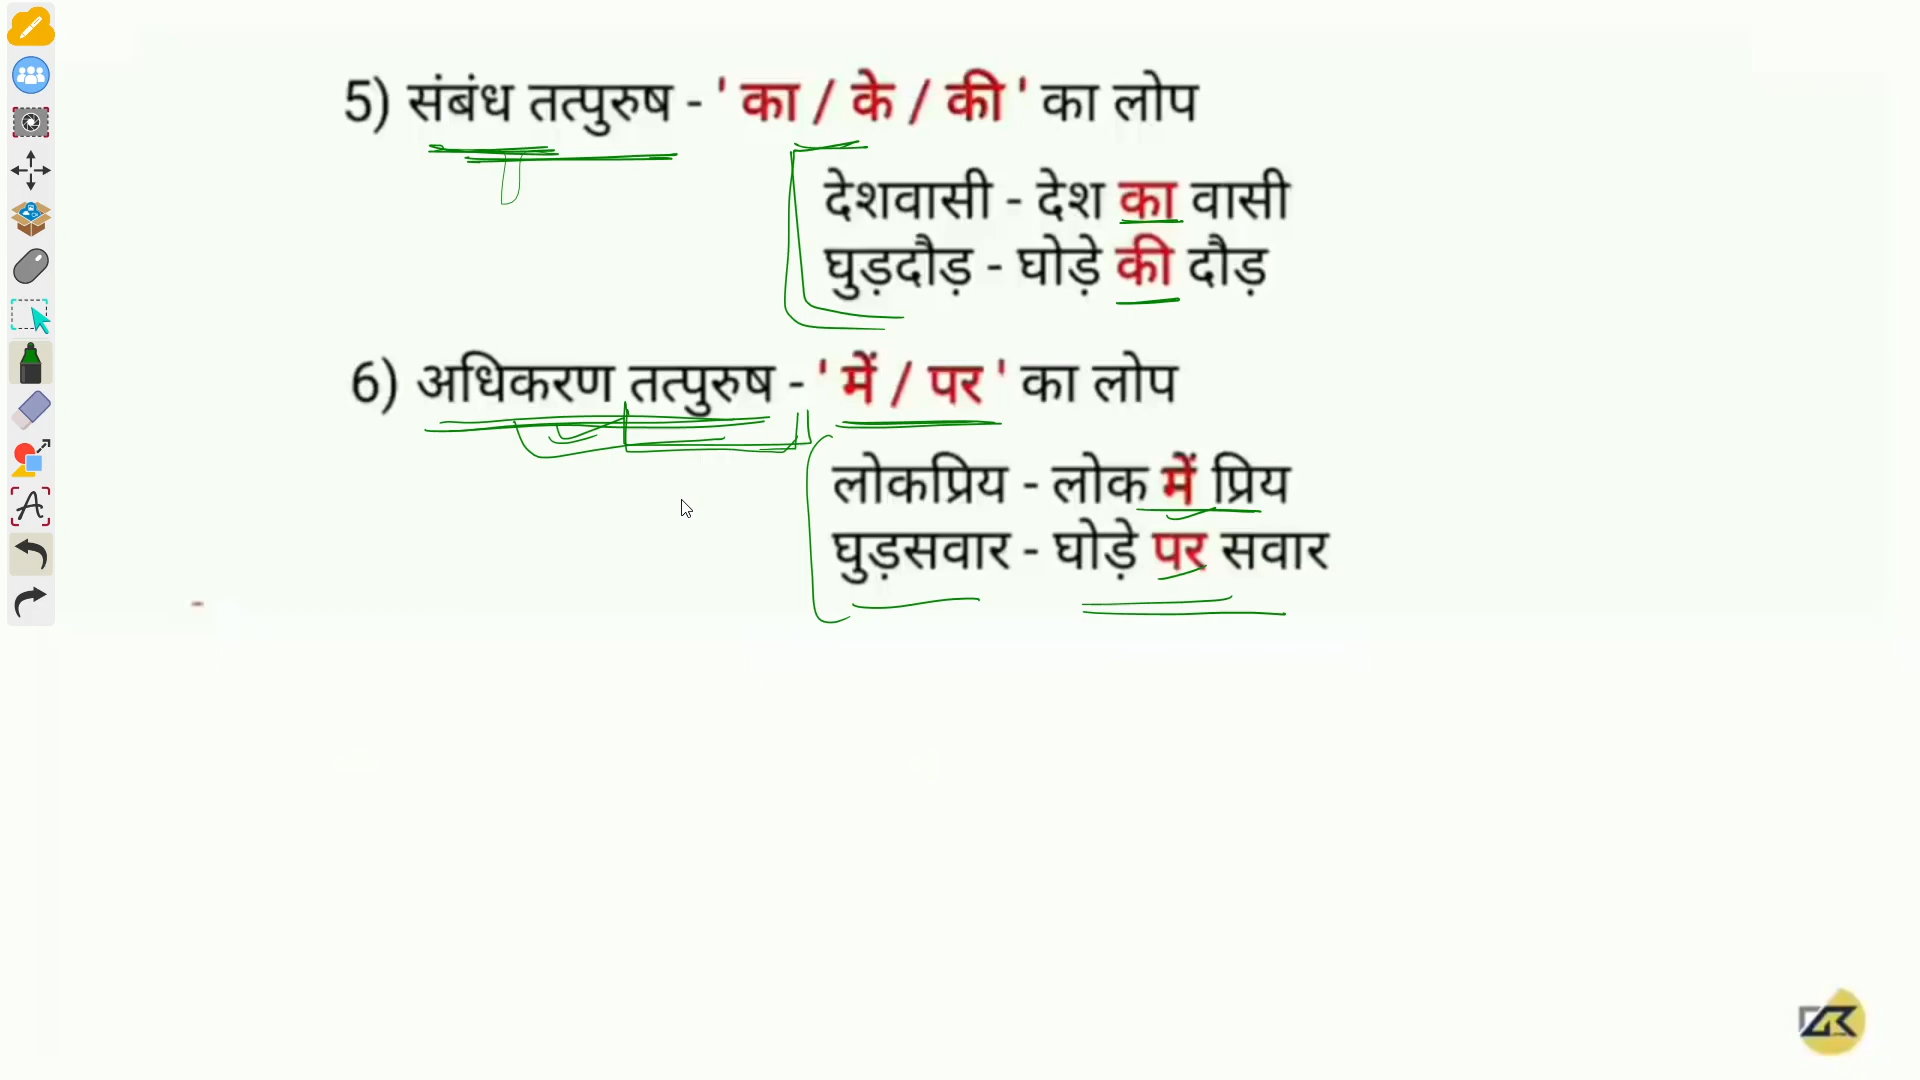 5) संबंध तत्पुरुष - ' का / के / की ' का लोप
देशवासी - देश का वासी
घुड़दौड़ - घोड़े की दौड़
6) अधिकरण तत्पुरुष - ' में / पर ' का लोप
लोकप्रिय - लोक में प्रिय
घुड़सवार - घोड़े पर सवार